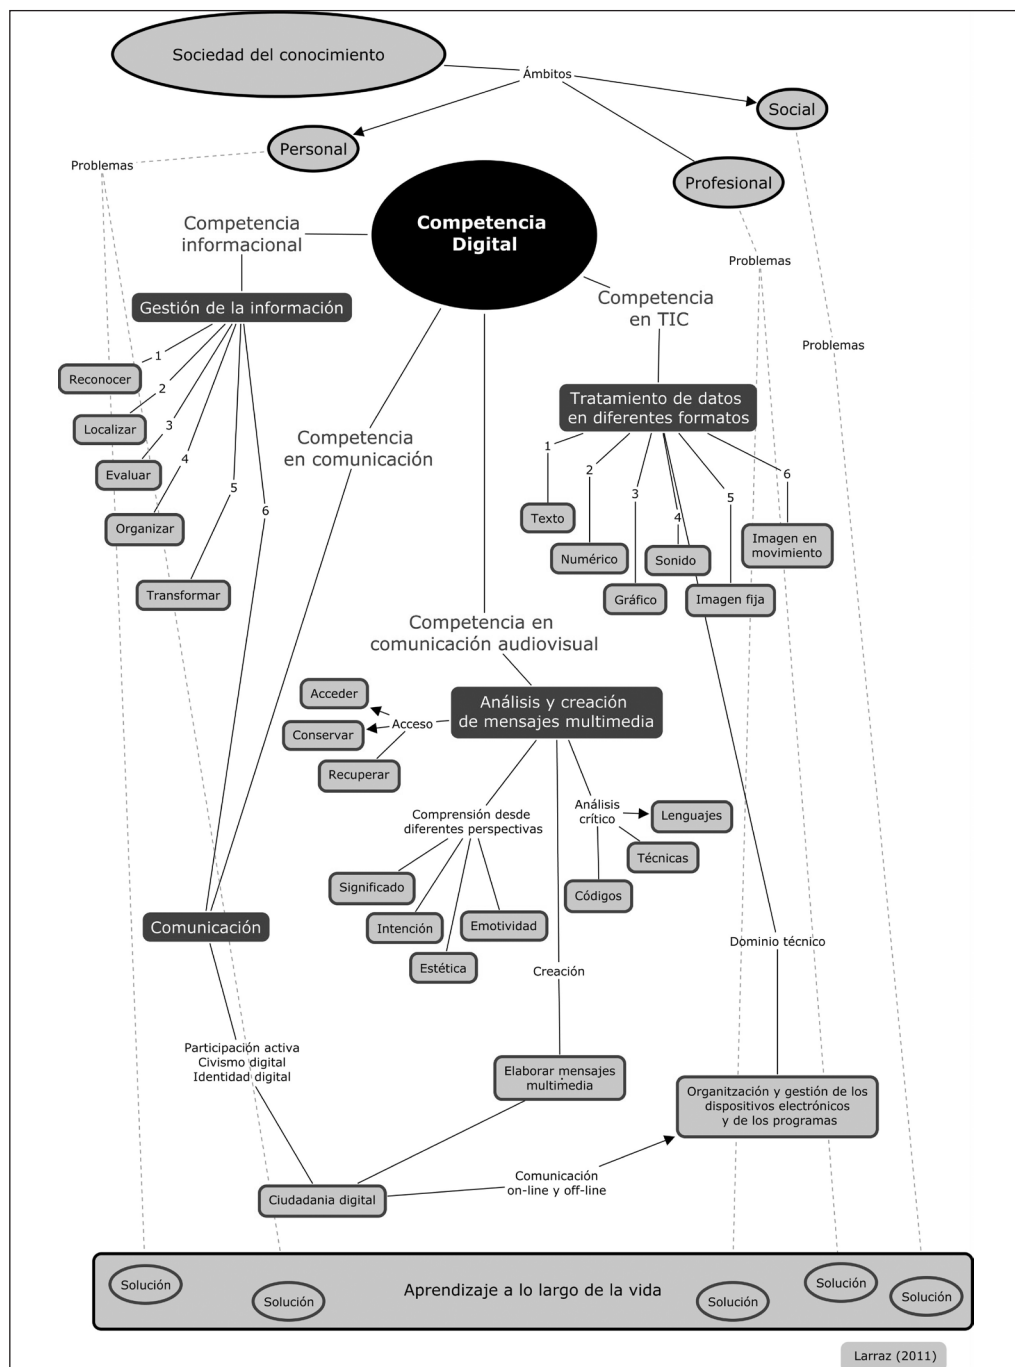 Sociedad del conocimiento
Ámbitos
Social
Personal
Problemas
Profesional
Competencia
Digital
Competencia
informacional
Problemas
Gestión de la información
Competencia
en TIC
Problemas
1
Reconocer
2
Localizar
3
Evaluar
4
Organizar
5
Transformar
6
Tratamiento de datos
en diferentes formatos
1
Texto
2
Numérico
3
Gráfico
4
Sonido
5
Imagen fija
6
Imagen en
movimiento
Competencia
en comunicación
Competencia en
comunicación audiovisual
Análisis y creación
de mensajes multimedia
Acceso
Acceder
Conservar
Recuperar
Comprensión desde
diferentes perspectivas
Significado
Intención
Estética
Emotividad
Análisis
crítico
Lenguajes
Técnicas
Códigos
Comunicación
Dominio técnico
Creación
Participación activa
Civismo digital
Identidad digital
Elaborar mensajes
multimedia
Organitzación y gestión de los
dispositivos electrónicos
y de los programas
Comunicación
on-line y off-line
Ciudadania digital
Solución
Solución
Aprendizaje a lo largo de la vida
Solución
Solución
Solución
Larraz (2011)